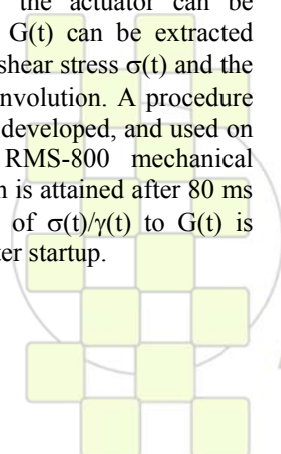 the actuator can be
G(t) can be extracted
shear stress σ(t) and the
nvolution. A procedure
developed, and used on
RMS-800 mechanical
n is attained after 80 ms
of σ(t)/γ(t) to G(t) is
ter startup.